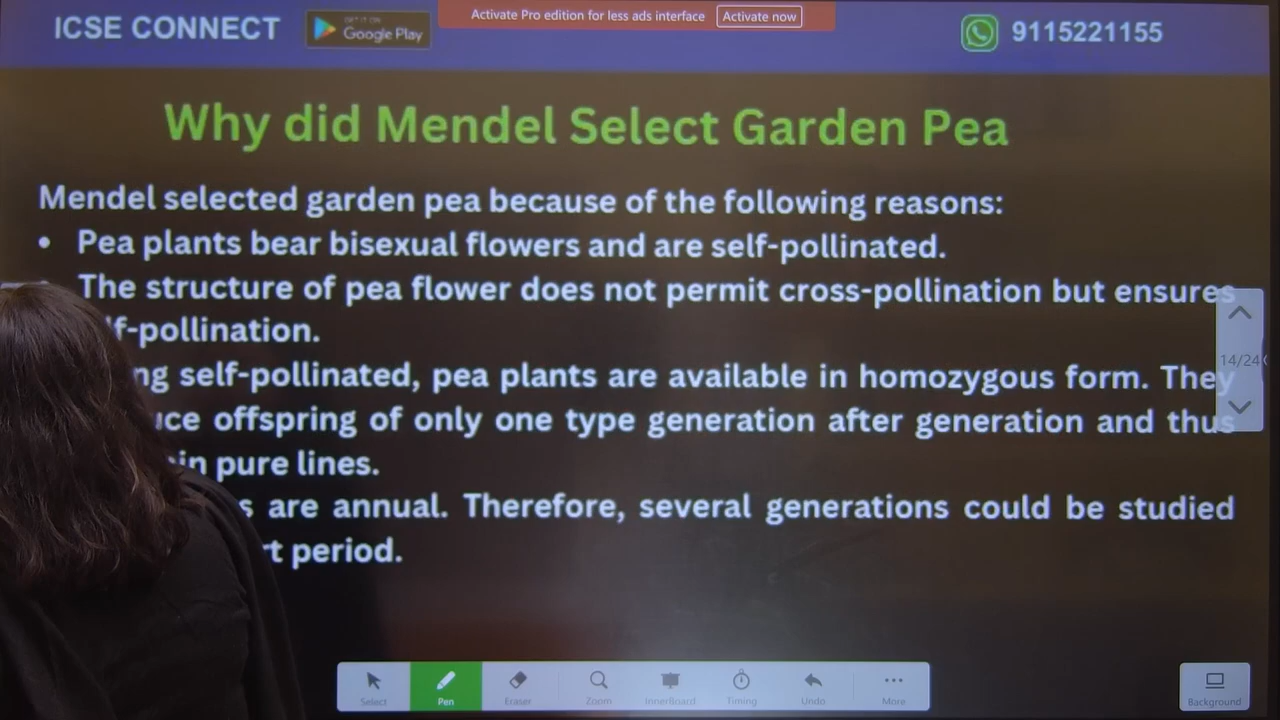 ICSE CONNECT
GET IT ON
Google Play
Activate Pro edition for less ads interface
Activate now
9115221155
Why did Mendel Select Garden Pea
Mendel selected garden pea because of the following reasons:
• Pea plants bear bisexual flowers and are self-pollinated.
The structure of pea flower does not permit cross-pollination but ensures
lf-pollination.
ng self-pollinated, pea plants are available in homozygous form. They
uce offspring of only one type generation after generation and thus
in pure lines.
s are annual. Therefore, several generations could be studied
rt period.
14/24
Select
Pen
Eraser
Zoom
InnerBoard
Timing
Undo
More
Background